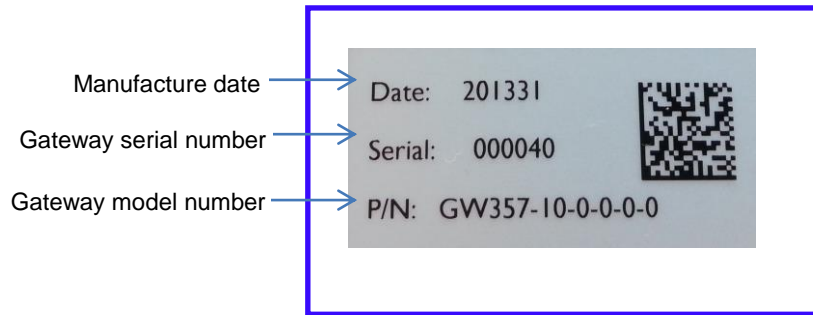 Manufacture date
Date: 201331
Gateway serial number
Serial: 000040
Gateway model number
P/N: GW357-10-0-0-0-0